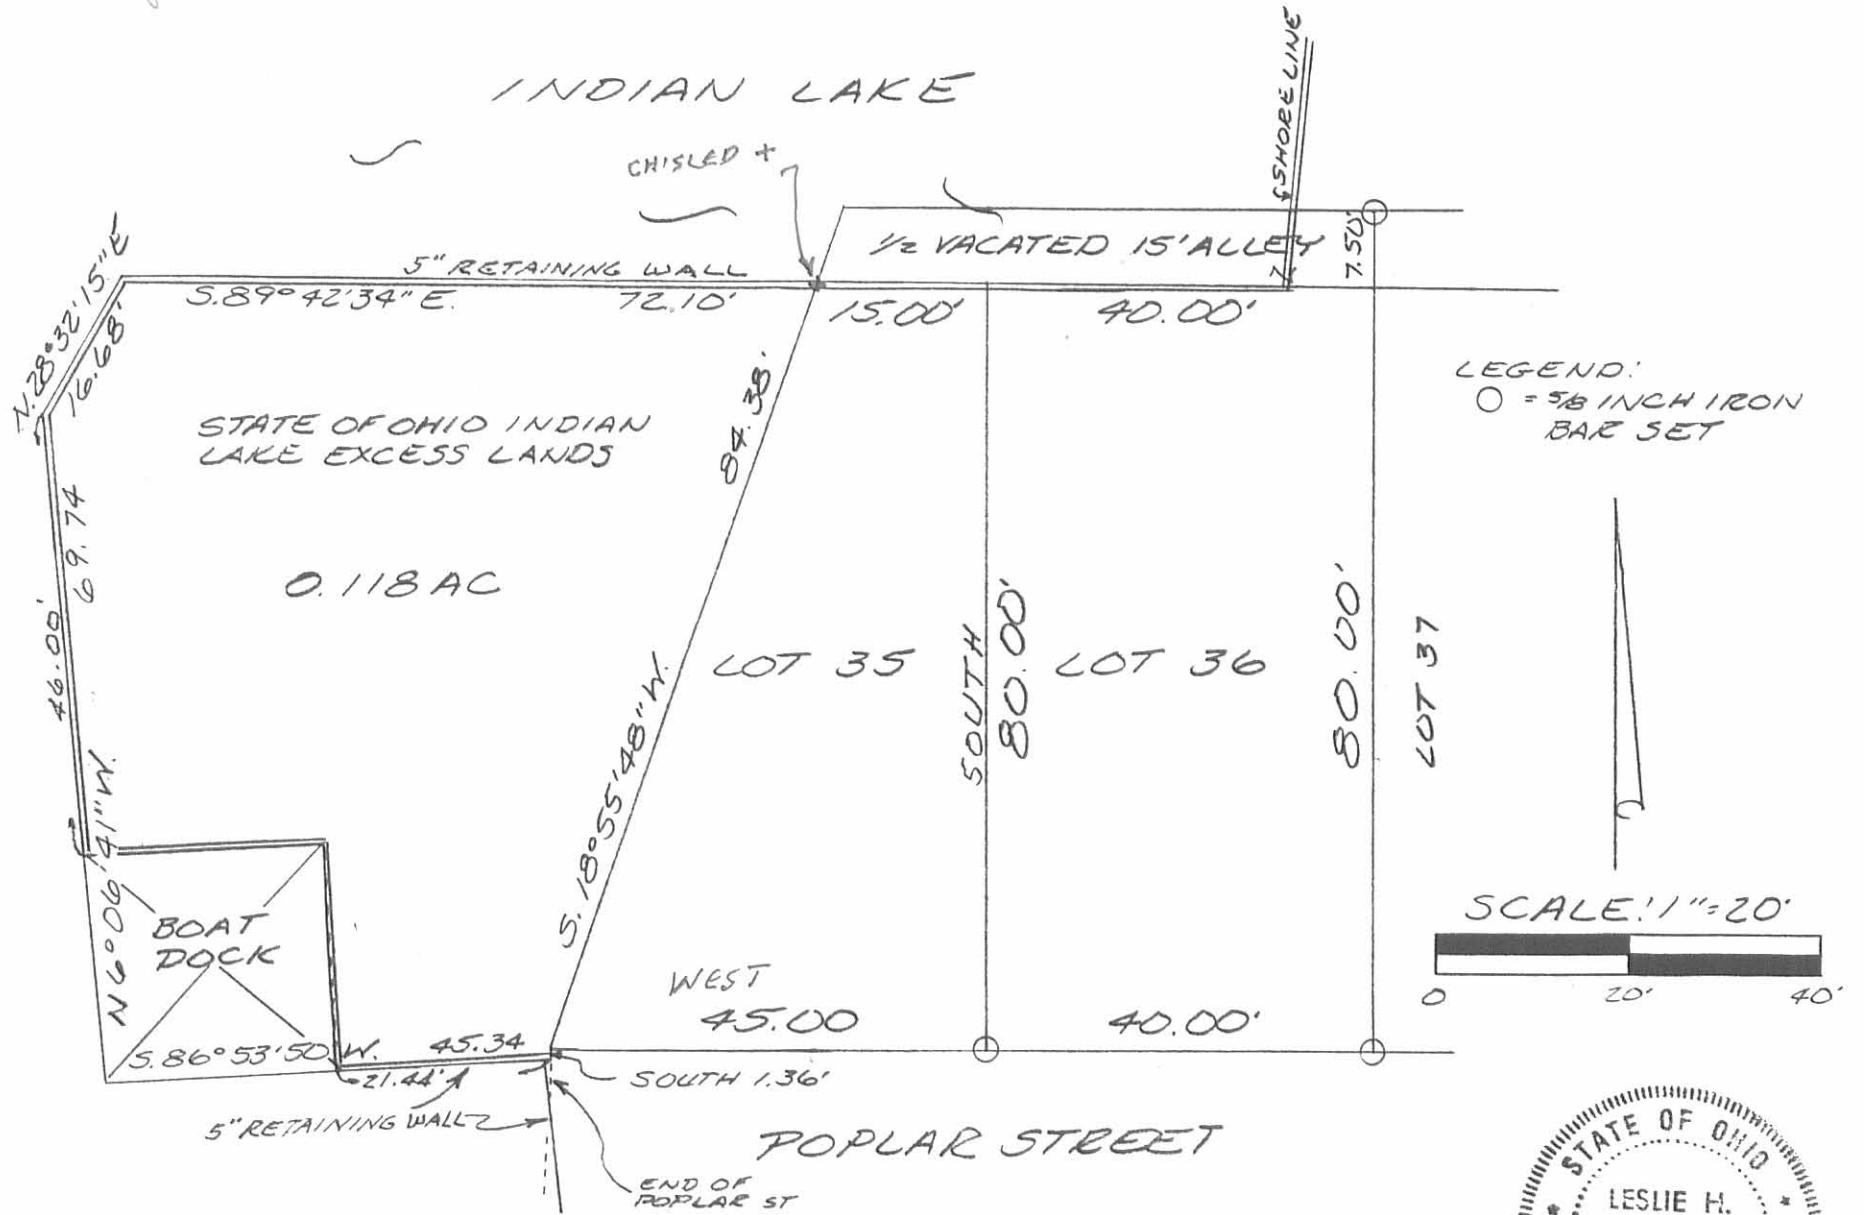 INDIAN LAKE
SHORE LINE
CHISLED +
1/2 VACATED 15' ALLEY
7.50'
5" RETAINING WALL
S.89°42'34" E. 72.10'
15.00'
40.00'
N.28°32'15" E
16.68'
84.38'
LEGEND:
○ = 5/8 INCH IRON
BAR SET
STATE OF OHIO INDIAN
LAKE EXCESS LANDS
69.74
0.118 AC
46.00'
LOT 35
SOUTH
80.00'
LOT 36
80.00'
LOT 37
S. 18°55'48" W.
N6°06'41" W.
BOAT
DOCK
SCALE: 1"=20'
0 20' 40'
WEST
45.00
40.00'
S.86°53'50 W. 45.34
21.44'
SOUTH 1.36'
5" RETAINING WALL
POPLAR STREET
END OF
POPLAR ST
STATE OF OHIO
LESLIE H.